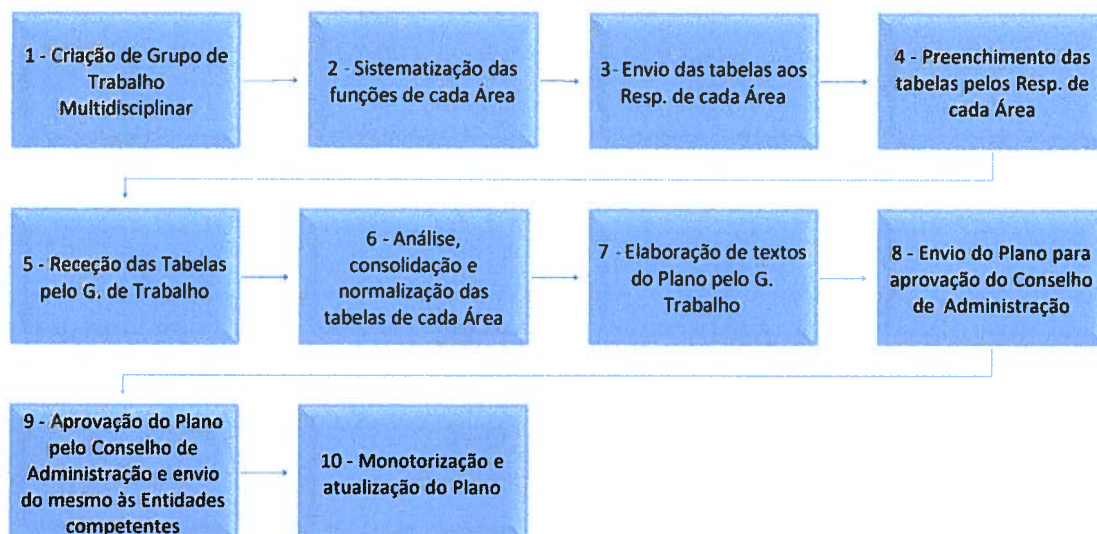 1 - Criação de Grupo de
Trabalho
Multidisciplinar
2 - Sistematização das
funções de cada Área
3 - Envio das tabelas aos
Resp. de cada Área
4 - Preenchimento das
tabelas pelos Resp. de
cada Área
5 - Receção das Tabelas
pelo G. de Trabalho
6 - Análise,
consolidação e
normalização das
tabelas de cada Área
7 - Elaboração de textos
do Plano pelo G.
Trabalho
8 - Envio do Plano para
aprovação do Conselho
de Administração
9 - Aprovação do Plano
pelo Conselho de
Administração e envio
do mesmo às Entidades
competentes
10 - Monotorização e
atualização do Plano